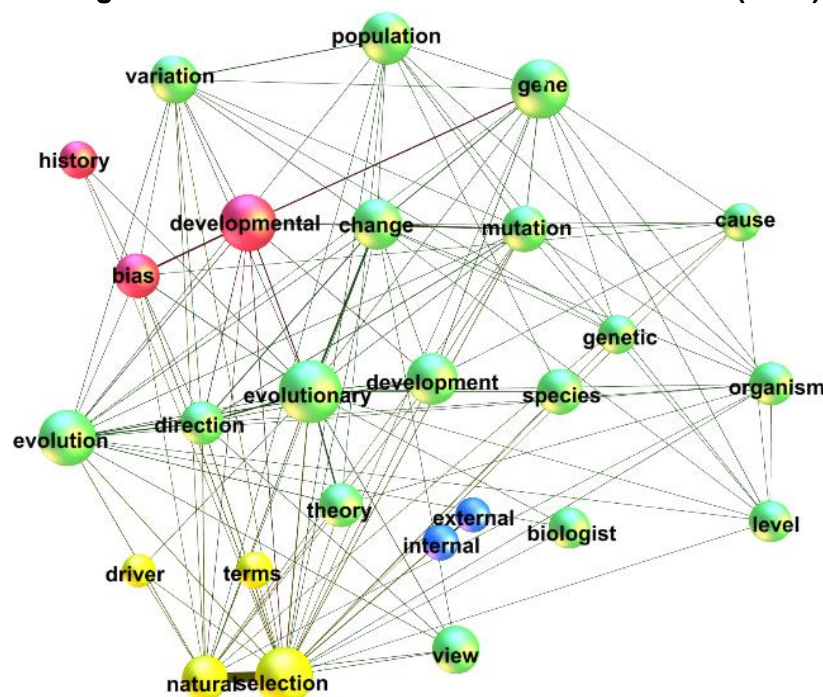 population
variation
gene
history
developmental
change
mutation
cause
bias
genetic
development
evolutionary
species
organism
direction
evolution
theory
external
internal
biologist
level
driver
terms
view
natural
selection